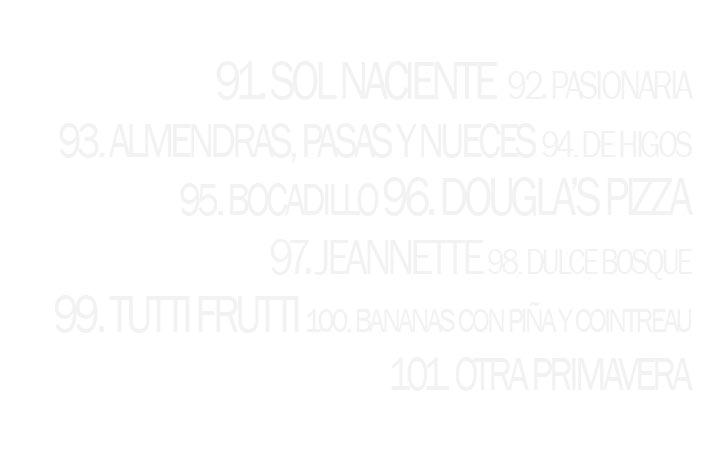 91. SOL NACIENTE 92. PASIONARIA
93. ALMENDRAS, PASAS Y NUECES 94. DE HIGOS
95. BOCADILLO 96. DOUGLA'S PIZZA
97. JEANNETTE 98. DULCE BOSQUE
99. TUTTI FRUTTI 100. BANANAS CON PIÑA Y COINTREAU
101. OTRA PRIMAVERA